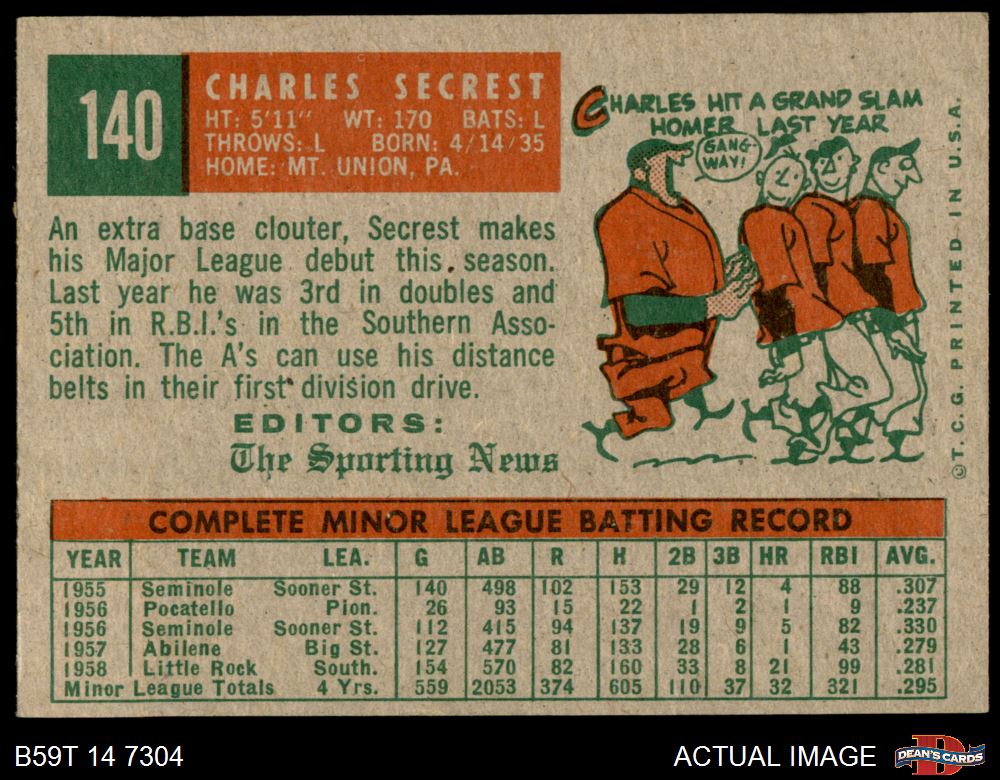 140
CHARLES SECREST
HT: 5'11" WT: 170 BATS: L
THROWS: L BORN: 4/14/35
HOME: MT. UNION, PA.
CHARLES HIT A GRAND SLAM
HOMER LAST YEAR
GANG-
WAY!
An extra base clouter, Secrest makes
his Major League debut this season.
Last year he was 3rd in doubles and
5th in R.B.I.'s in the Southern Asso-
ciation. The A's can use his distance
belts in their first division drive.
EDITORS:
The Sporting News
©T.C.G. PRINTED IN U.S.A.
COMPLETE MINOR LEAGUE BATTING RECORD
YEAR TEAM LEA. G AB R H 2B 3B HR RBI AVG.
1955 Seminole Sooner St. 140 498 102 153 29 12 4 88 .307
1956 Pocatello Pion. 26 93 15 22 1 2 1 9 .237
1956 Seminole Sooner St. 112 415 94 137 19 9 5 82 .330
1957 Abilene Big St. 127 477 81 133 28 6 1 43 .279
1958 Little Rock South. 154 570 82 160 33 8 21 99 .281
Minor League Totals 4 Yrs. 559 2053 374 605 110 37 32 321 .295
B59T 14 7304
ACTUAL IMAGE
DEAN'S CARDS